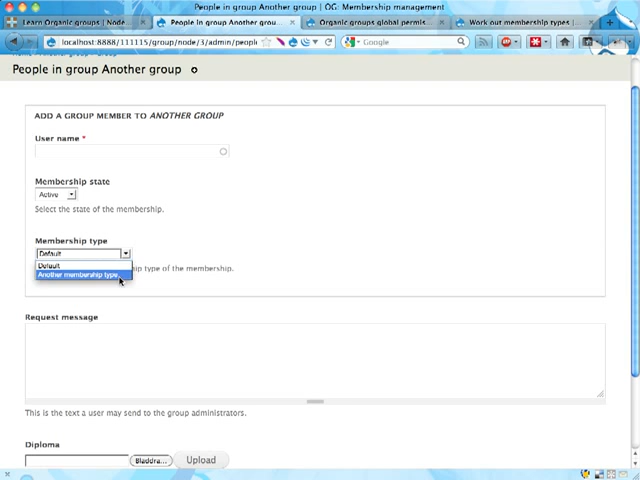 People in group Another group | OG: Membership management
Learn Organic groups | Node...
People in group Another grou...
Organic groups global permis...
Work out membership types |...
localhost:8888/111115/group/node/3/admin/people
Google
People in group Another group
ADD A GROUP MEMBER TO ANOTHER GROUP
User name *
Membership state
Active
Select the state of the membership.
Membership type
Default
Default
Another membership type
ip type of the membership.
Request message
This is the text a user may send to the group administrators.
Diploma
Bläddra...
Upload